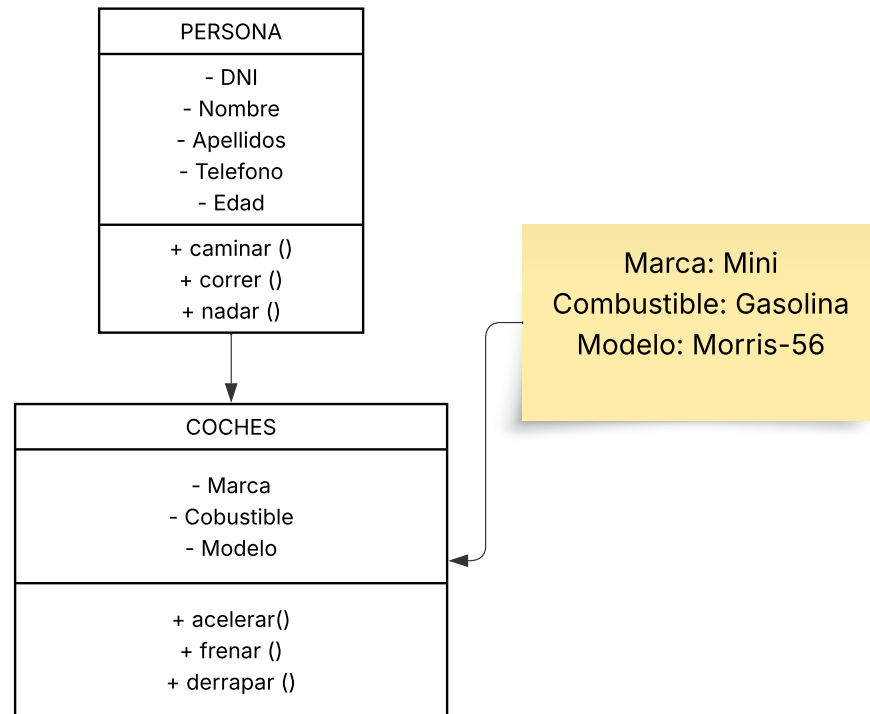 PERSONA
- DNI
- Nombre
- Apellidos
- Telefono
- Edad
+ caminar ()
+ correr ()
+ nadar ()
Marca: Mini
Combustible: Gasolina
Modelo: Morris-56
COCHES
- Marca
- Cobustible
- Modelo
+ acelerar()
+ frenar ()
+ derrapar ()